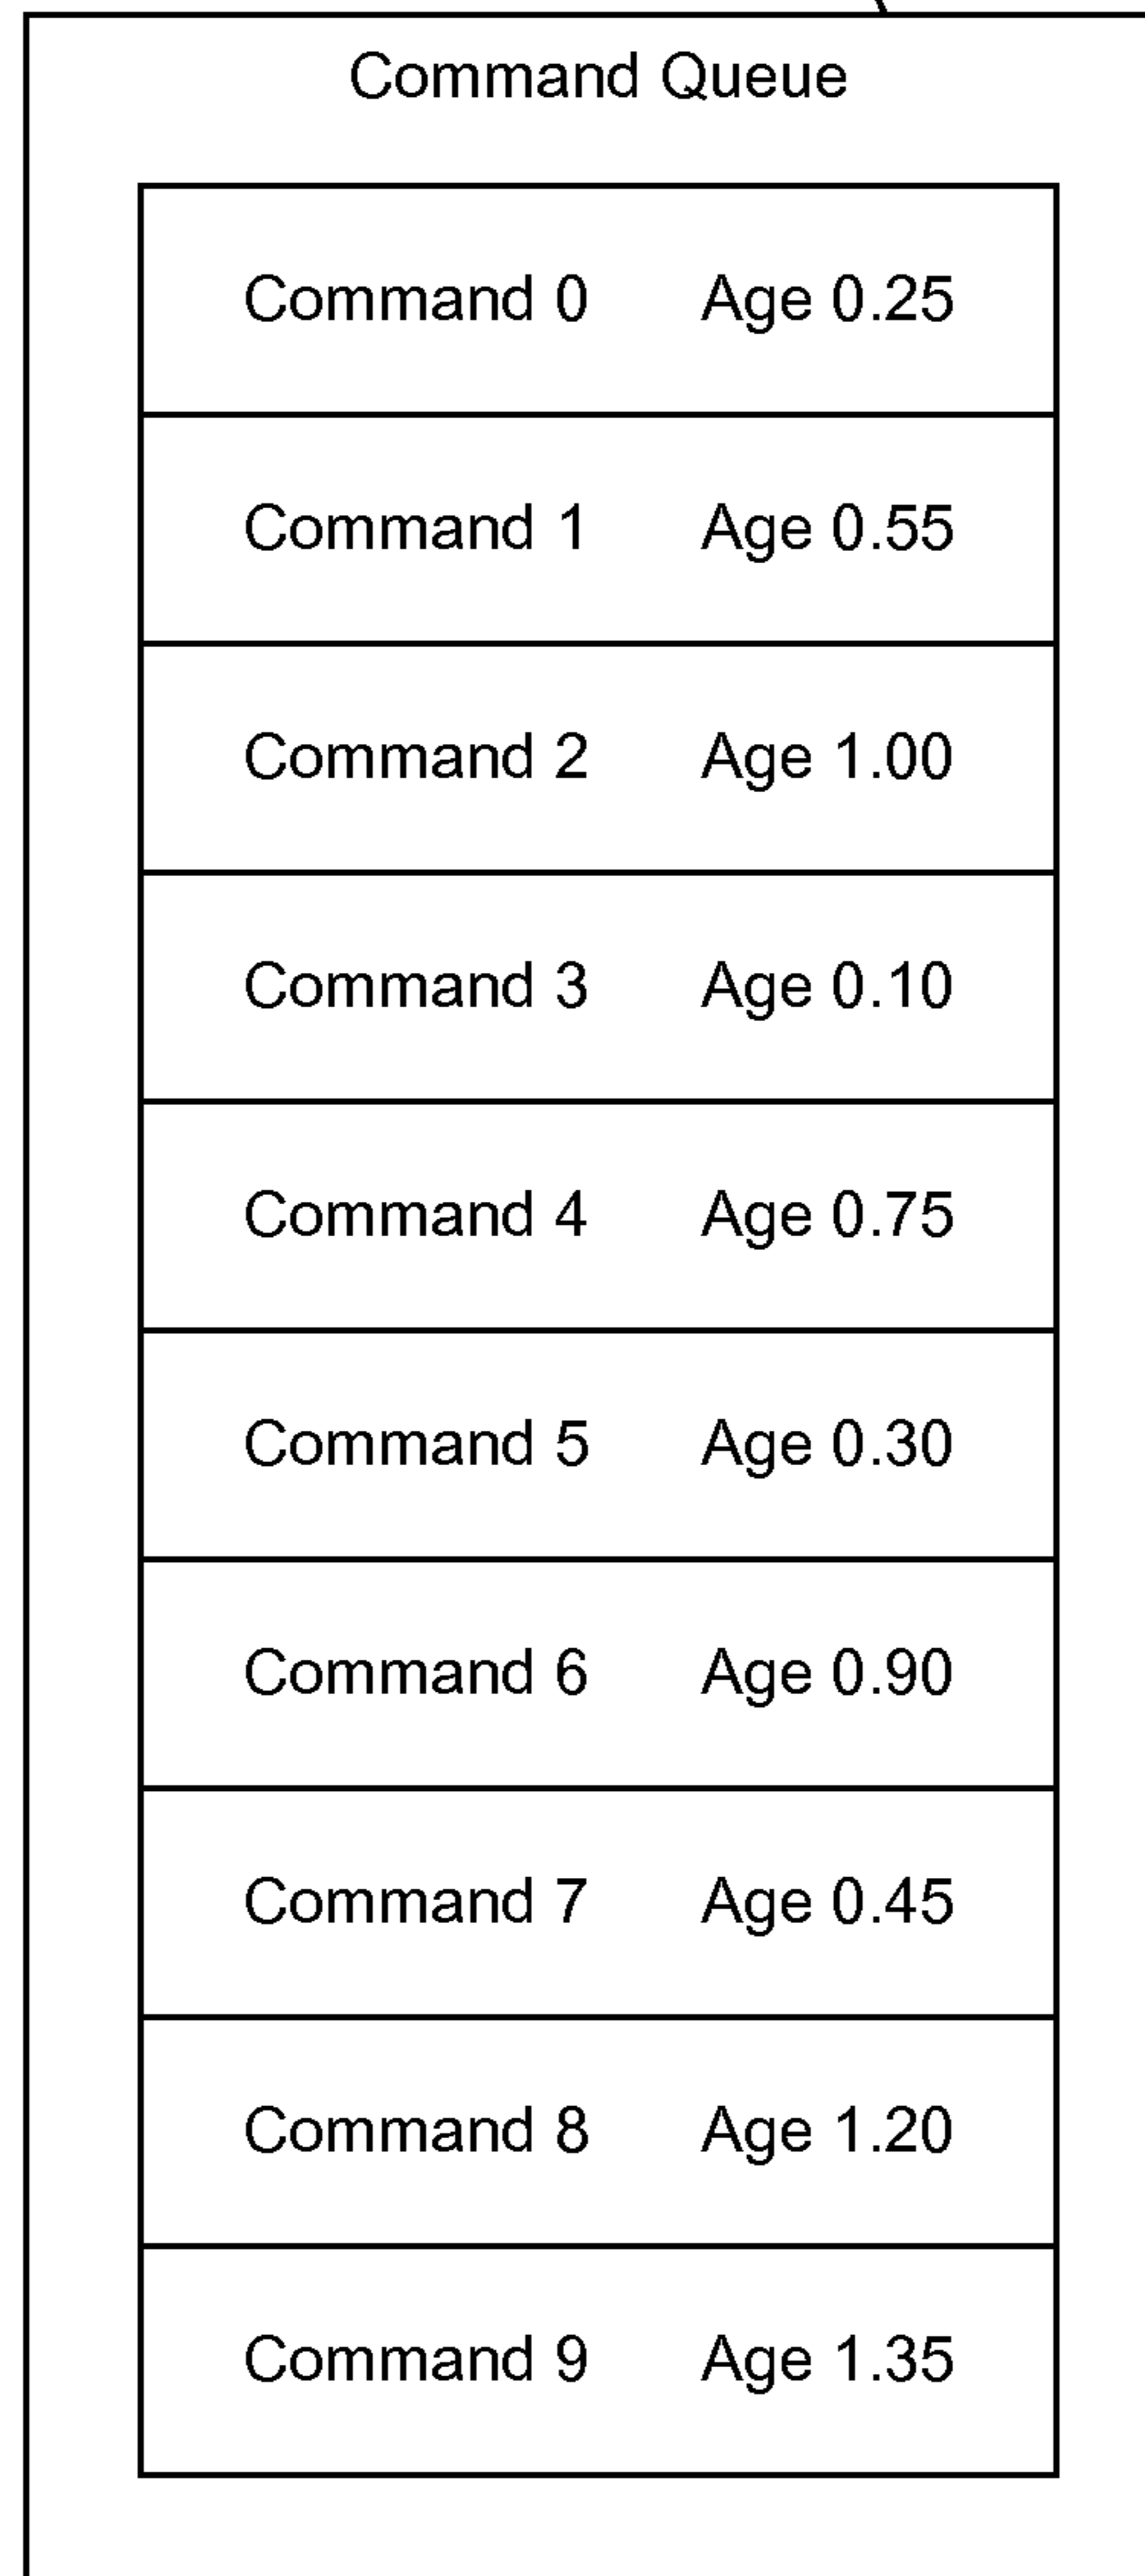 Command Queue
Command 0 Age 0.25
Command 1 Age 0.55
Command 2 Age 1.00
Command 3 Age 0.10
Command 4 Age 0.75
Command 5 Age 0.30
Command 6 Age 0.90
Command 7 Age 0.45
Command 8 Age 1.20
Command 9 Age 1.35